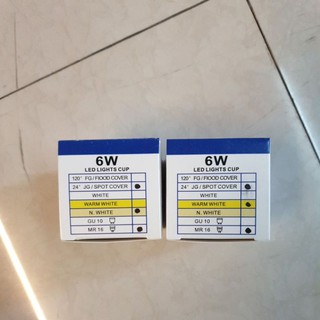 6W
LED LIGHTS CUP
120° FG / FIOOD COVER
24° JG / SPOT COVER
WHITE
WARM WHITE
N. WHITE
GU 10
MR 16
6W
LED LIGHTS CUP
120° FG / FIOOD COVER
24° JG / SPOT COVER
WHITE
WARM WHITE
N. WHITE
GU 10
MR 16